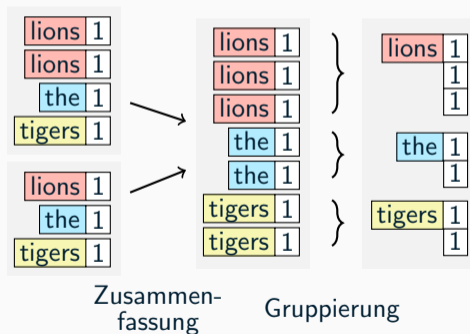 lions 1
lions 1
the 1
tigers 1
lions 1
the 1
tigers 1
lions 1
lions 1
lions 1
the 1
the 1
tigers 1
tigers 1
lions 1
1
1
the 1
1
tigers 1
1
Zusammen-
fassung
Gruppierung